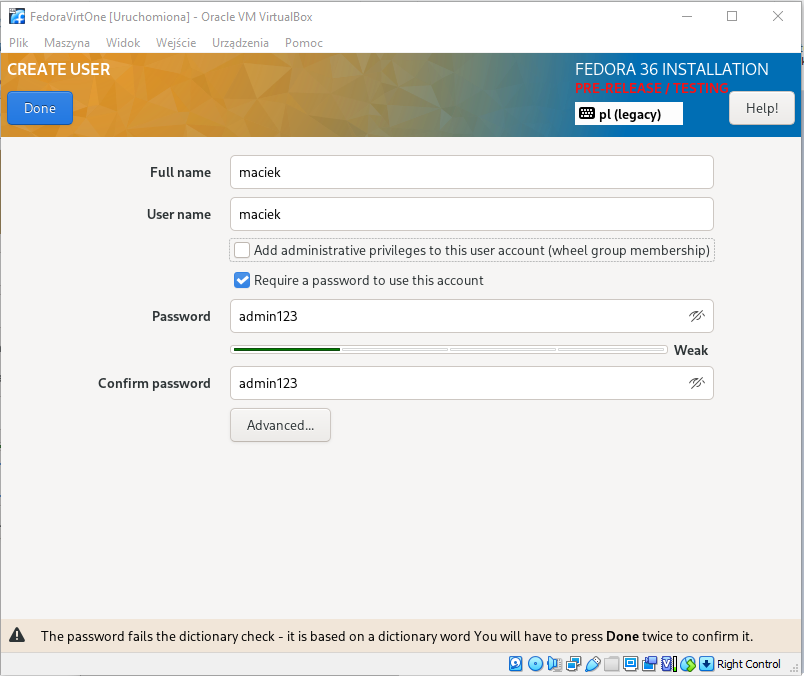 FedoraVirtOne [Uruchomiona] - Oracle VM VirtualBox
Plik Maszyna Widok Wejście Urządzenia Pomoc
CREATE USER
FEDORA 36 INSTALLATION
PRE-RELEASE / TESTING
Done
pl (legacy)
Help!
Full name
maciek
User name
maciek
Add administrative privileges to this user account (wheel group membership)
Require a password to use this account
Password
admin123
Weak
Confirm password
admin123
Advanced...
The password fails the dictionary check - it is based on a dictionary word You will have to press Done twice to confirm it.
Right Control